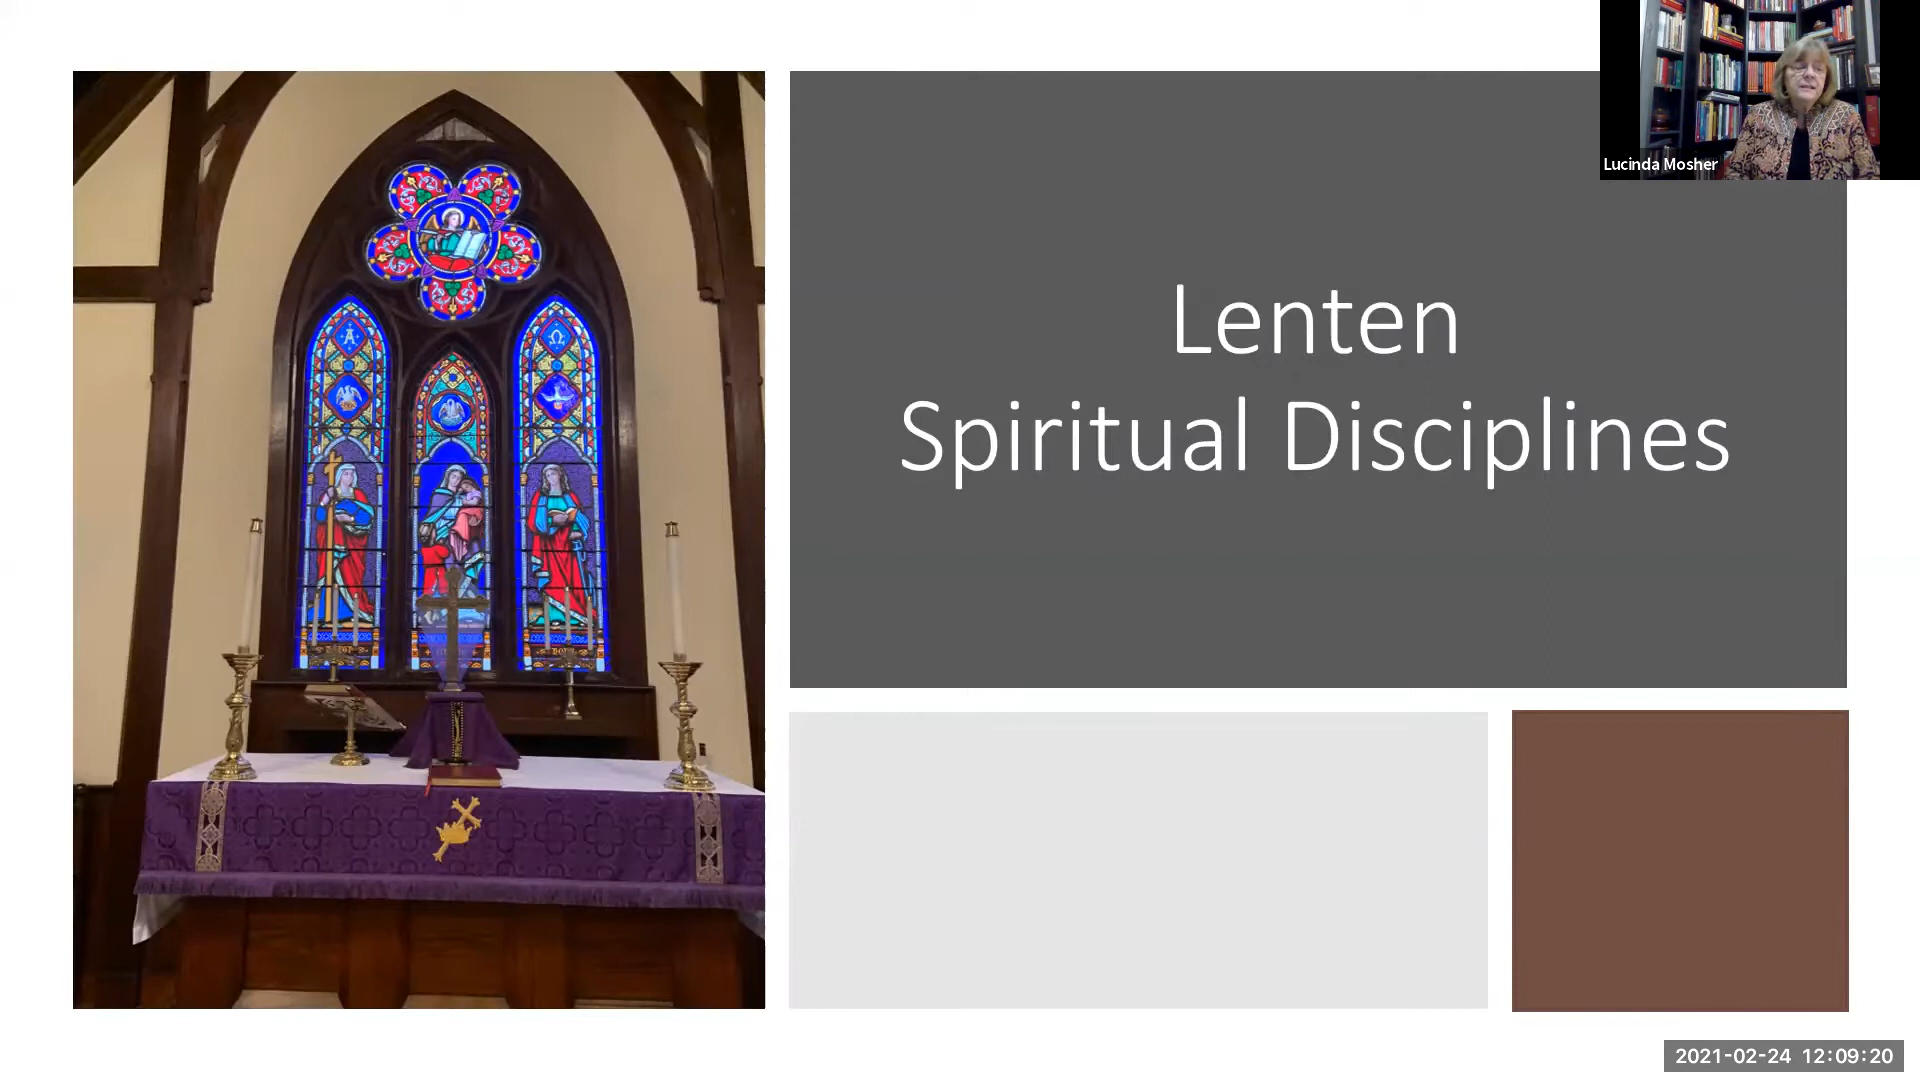 Lucinda Mosher
Lenten
Spiritual Disciplines
Α
Ω
2021-02-24 12:09:20